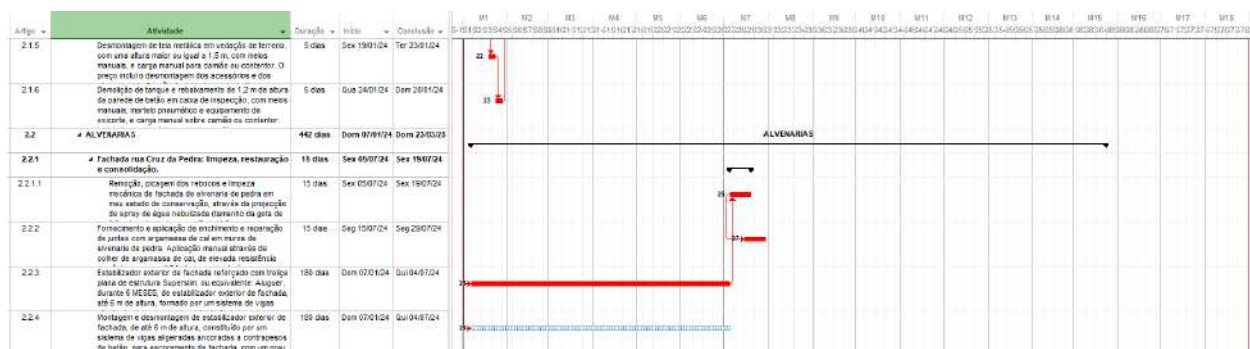 M1 M2 M3 M4 M5 M6 M7 M8 M9 M10 M11 M12 M13 M14 M15 M16 M17 M18
Artigo Atividade Duração Início Conclusão
2.1.5 Desmontagem de tela metálica em vedação de terreno, 5 dias Sex 19/01/24 Ter 23/01/24
com uma altura maior ou igual a 1,5 m, com meios
manuais, e carga manual para camião ou contentor. O
preço inclui o desmontagem dos acessórios e dos
22
2.1.6 Demolição de tanque e rebaixamento de 1,2 m de altura 5 dias Qua 24/01/24 Dom 28/01/24
da parede de betão em caixa de inspecção, com meios
manuais, martelo pneumático e equipamento de
oxicorte, e carga manual sobre camião ou contentor.
23
2.2 ALVENARIAS 442 dias Dom 07/01/24 Dom 23/03/25
ALVENARIAS
2.2.1 Fachada rua Cruz da Pedra: limpeza, restauração 15 dias Sex 05/07/24 Sex 19/07/24
e consolidação.
2.2.1.1 Remoção, picagem dos rebocos e limpeza 15 dias Sex 05/07/24 Sex 19/07/24
mecânica de fachada de alvenaria de pedra em
mau estado de conservação, através da projecção
de spray de água nebulizada (tamanho da gota de
26
2.2.2 Fornecimento e aplicação de enchimento e reparação 15 dias Seg 15/07/24 Seg 29/07/24
de juntas com argamassa de cal em muros de
alvenaria de pedra. Aplicação manual através de
colher de argamassa de cal, de elevada resistência
27
2.2.3 Estabilizador exterior de fachada reforçado com treliça 180 dias Dom 07/01/24 Qui 04/07/24
plana de estrutura Superslim, ou equivalente. Aluguer,
durante 6 MESES, de estabilizador exterior de fachada,
até 6 m de altura, formado por um sistema de vigas
2.2.4 Montagem e desmontagem de estabilizador exterior de 180 dias Dom 07/01/24 Qui 04/07/24
fachada, de até 6 m de altura, constituído por um
sistema de vigas aligeiradas ancoradas a contrapesos
de betão, para escoramento de fachada, com um grau